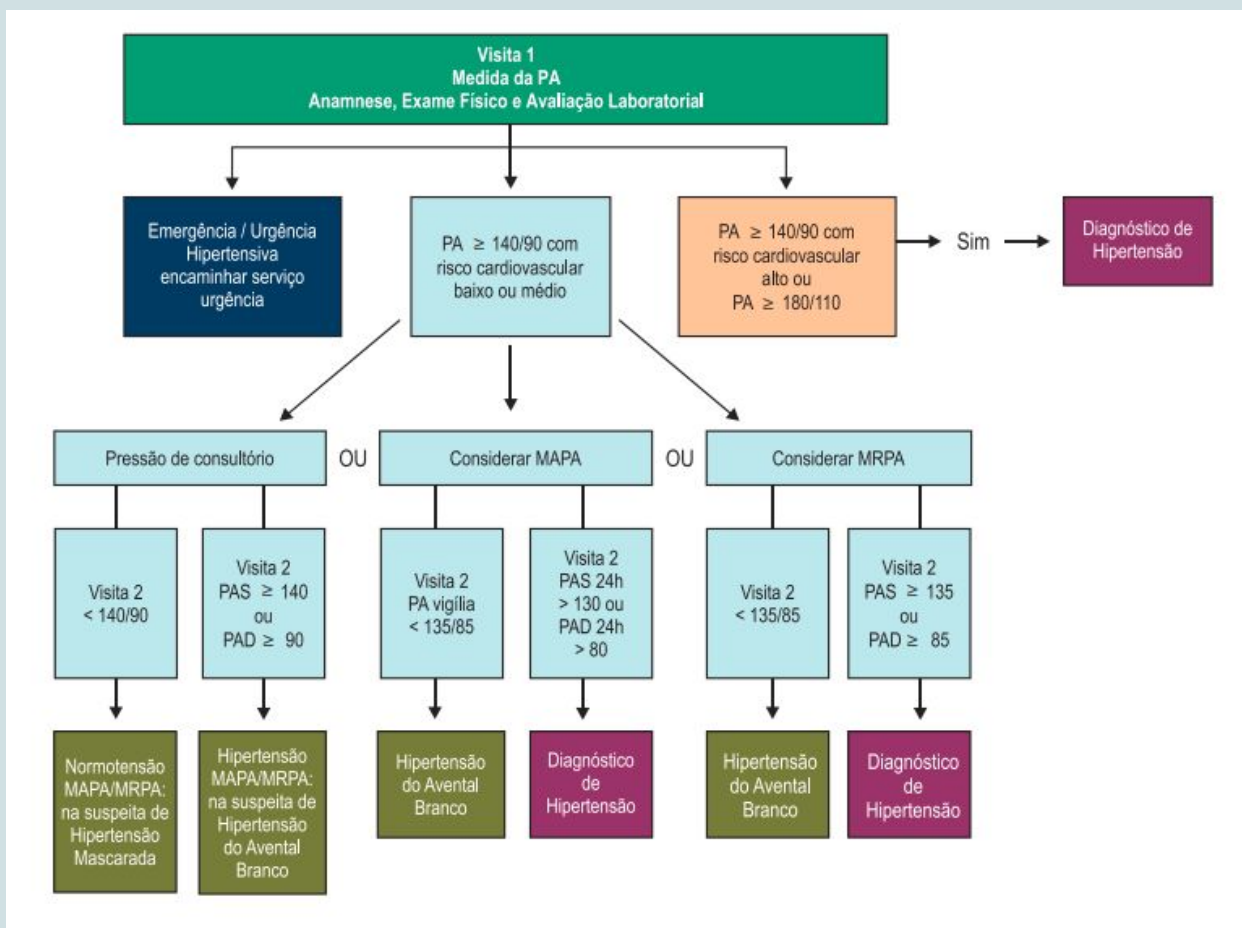 Visita 1
Medida da PA
Anamnese, Exame Físico e Avaliação Laboratorial
Emergência / Urgência
Hipertensiva
encaminhar serviço
urgência
PA ≥ 140/90 com
risco cardiovascular
baixo ou médio
PA ≥ 140/90 com
risco cardiovascular
alto ou
PA ≥ 180/110
Sim
Diagnóstico de
Hipertensão
Pressão de consultório
OU
Considerar MAPA
OU
Considerar MRPA
Visita 2
< 140/90
Visita 2
PAS ≥ 140
ou
PAD ≥ 90
Visita 2
PA vigília
< 135/85
Visita 2
PAS 24h
> 130 ou
PAD 24h
> 80
Visita 2
< 135/85
Visita 2
PAS ≥ 135
ou
PAD ≥ 85
Normotensão
MAPA/MRPA:
na suspeita de
Hipertensão
Mascarada
Hipertensão
MAPA/MRPA:
na suspeita de
Hipertensão
do Avental
Branco
Hipertensão
do Avental
Branco
Diagnóstico
de
Hipertensão
Hipertensão
do Avental
Branco
Diagnóstico
de
Hipertensão